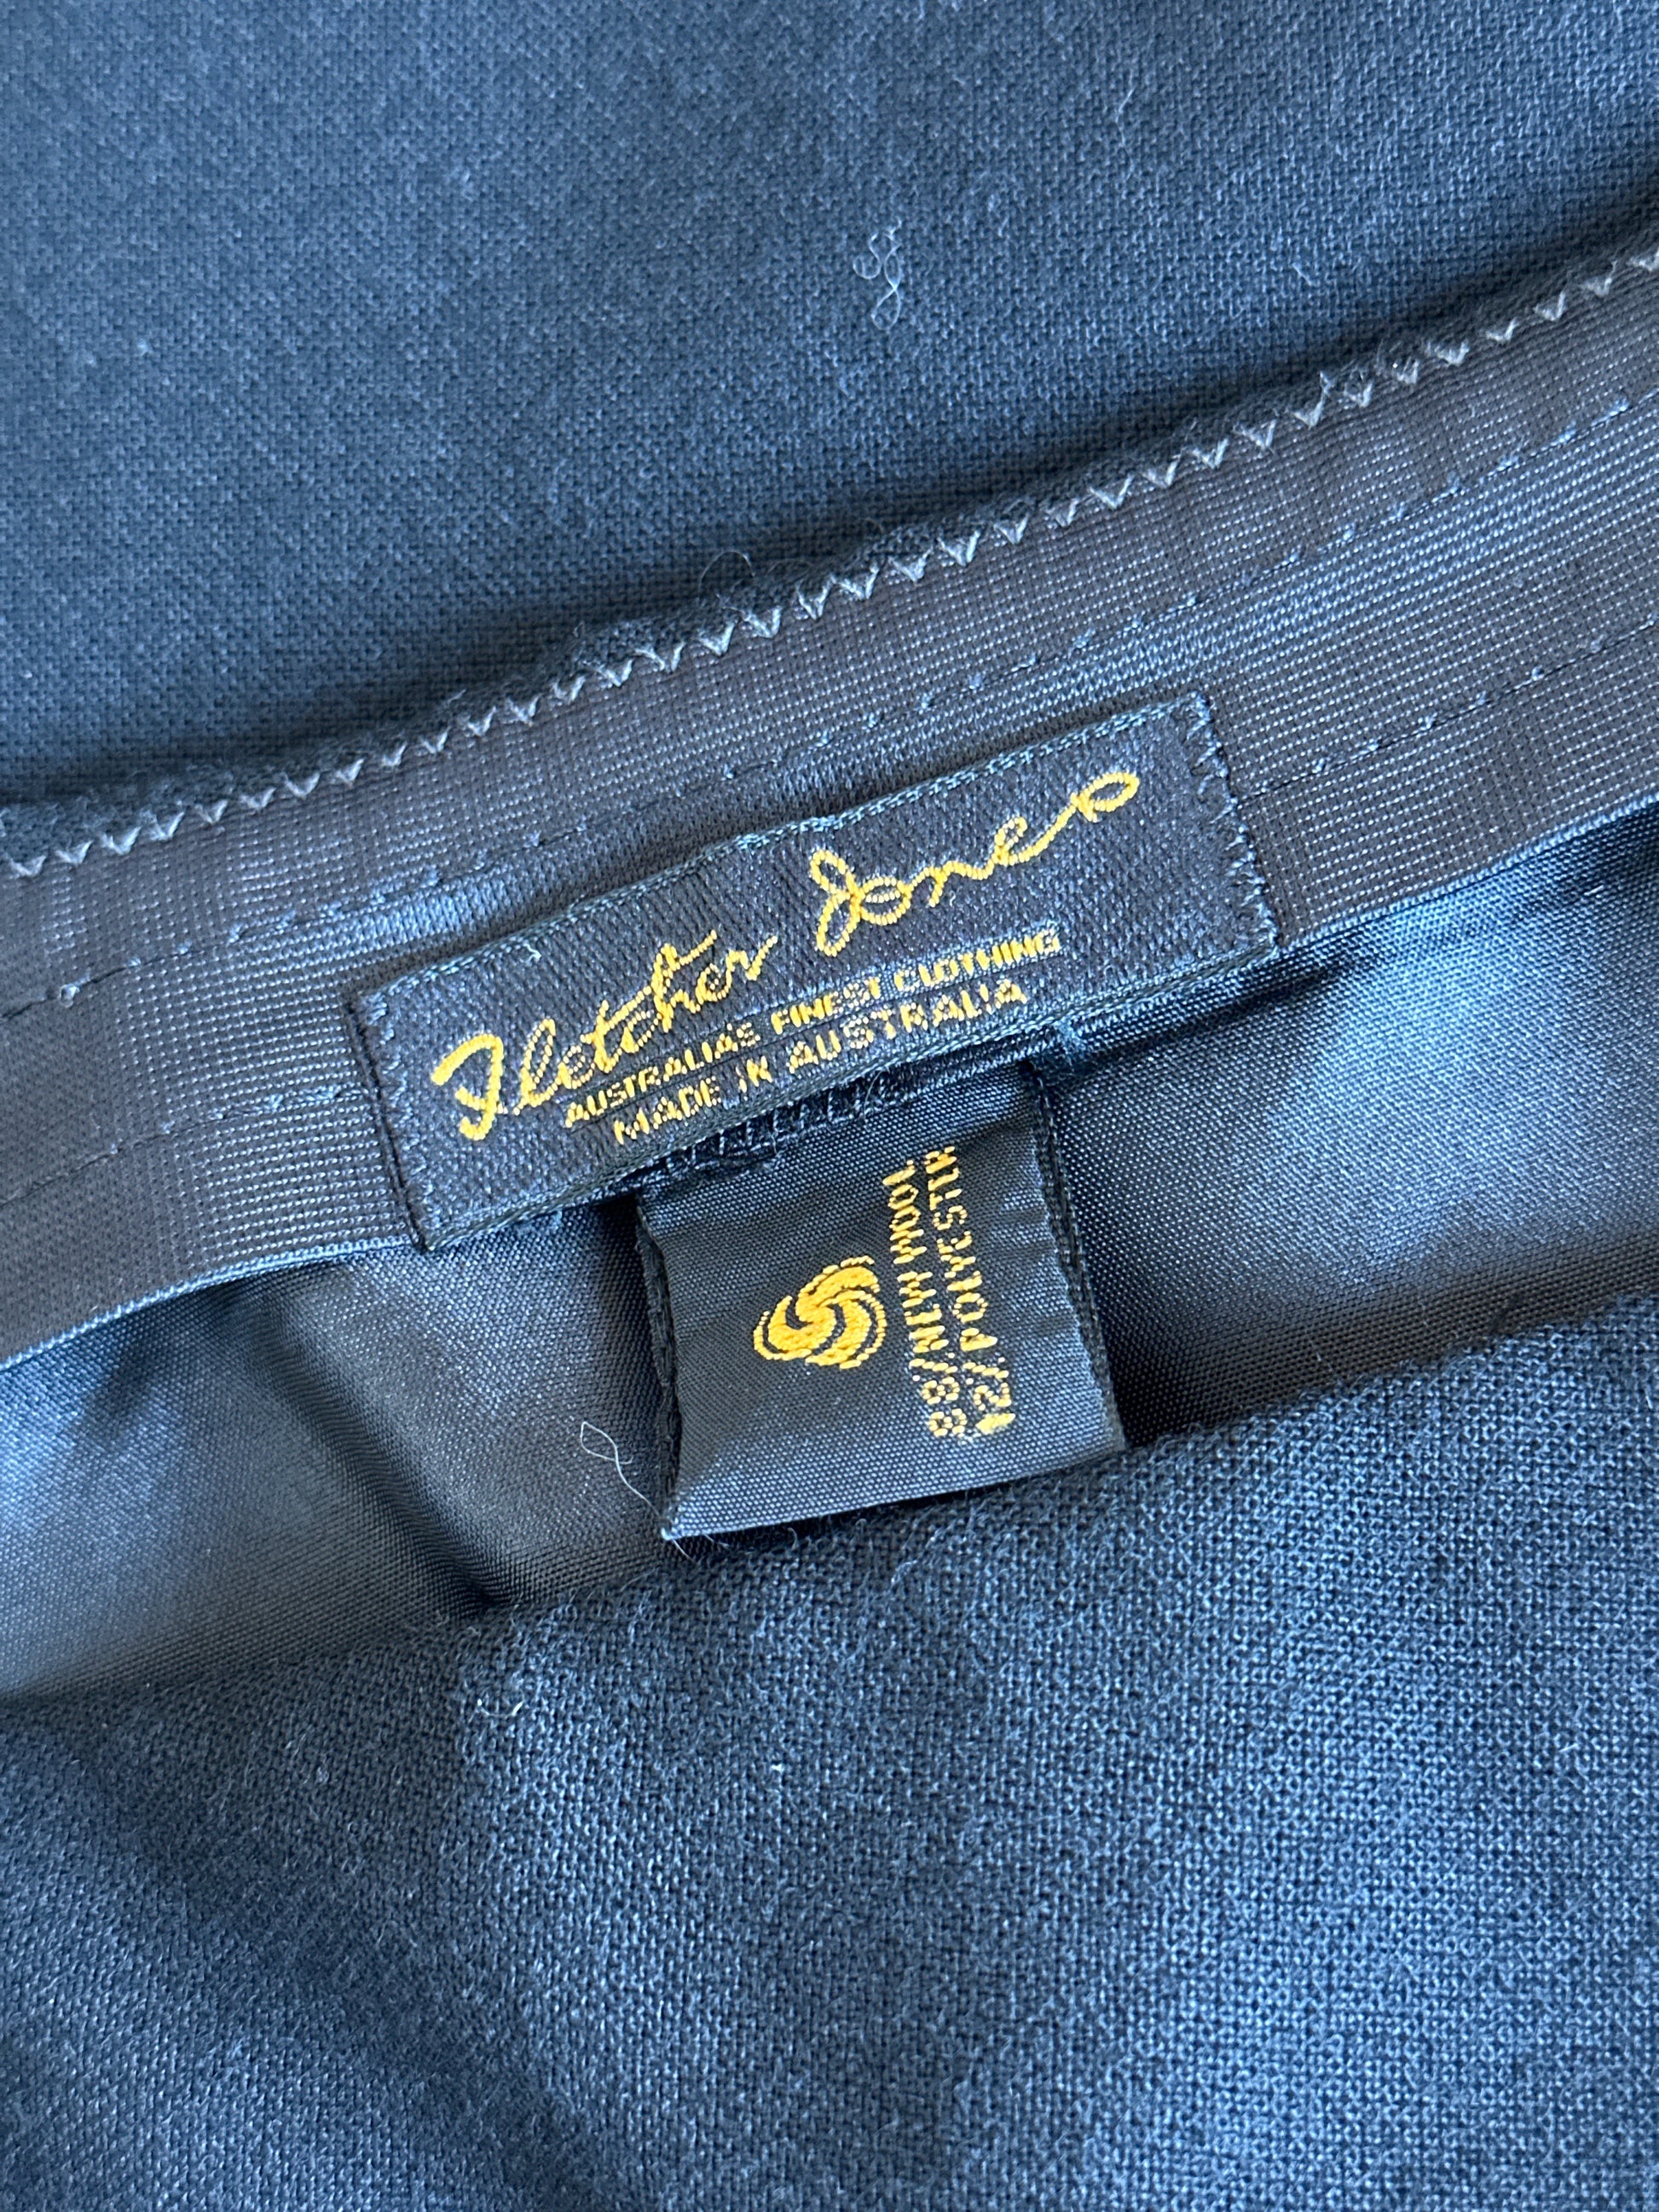 Fletcher Jones
AUSTRALIA'S FINEST CLOTHING
MADE IN AUSTRALIA
88% NEW WOOL
12% POLYESTER